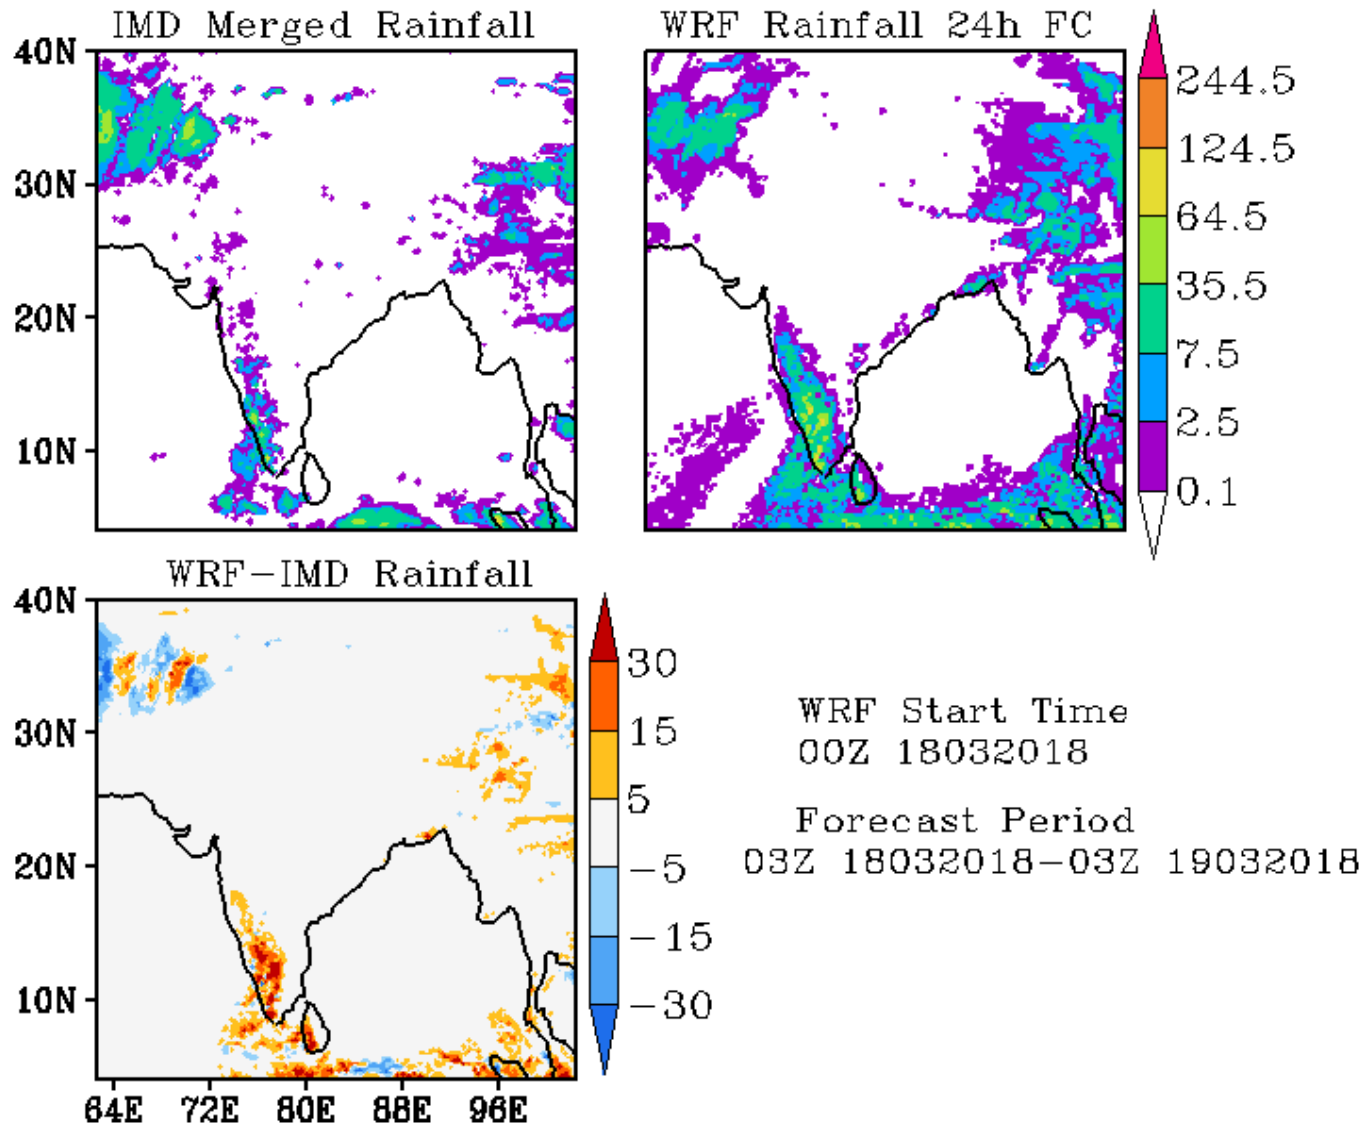 IMD Merged Rainfall
WRF Rainfall 24h FC
40N
30N
20N
10N
244.5
124.5
64.5
35.5
7.5
2.5
0.1
WRF-IMD Rainfall
40N
30N
20N
10N
64E 72E 80E 88E 96E
30
15
5
-5
-15
-30
WRF Start Time
00Z 18032018
Forecast Period
03Z 18032018-03Z 19032018